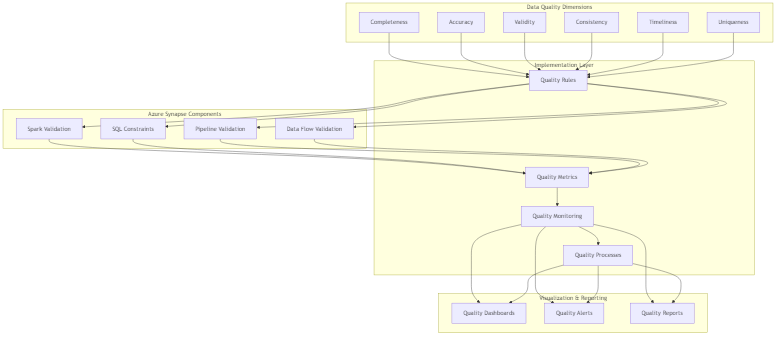 Data Quality Dimensions
Completeness
Accuracy
Validity
Consistency
Timeliness
Uniqueness
Implementation Layer
Quality Rules
Azure Synapse Components
Spark Validation
SQL Constraints
Pipeline Validation
Data Flow Validation
Quality Metrics
Quality Monitoring
Quality Processes
Visualization & Reporting
Quality Dashboards
Quality Alerts
Quality Reports